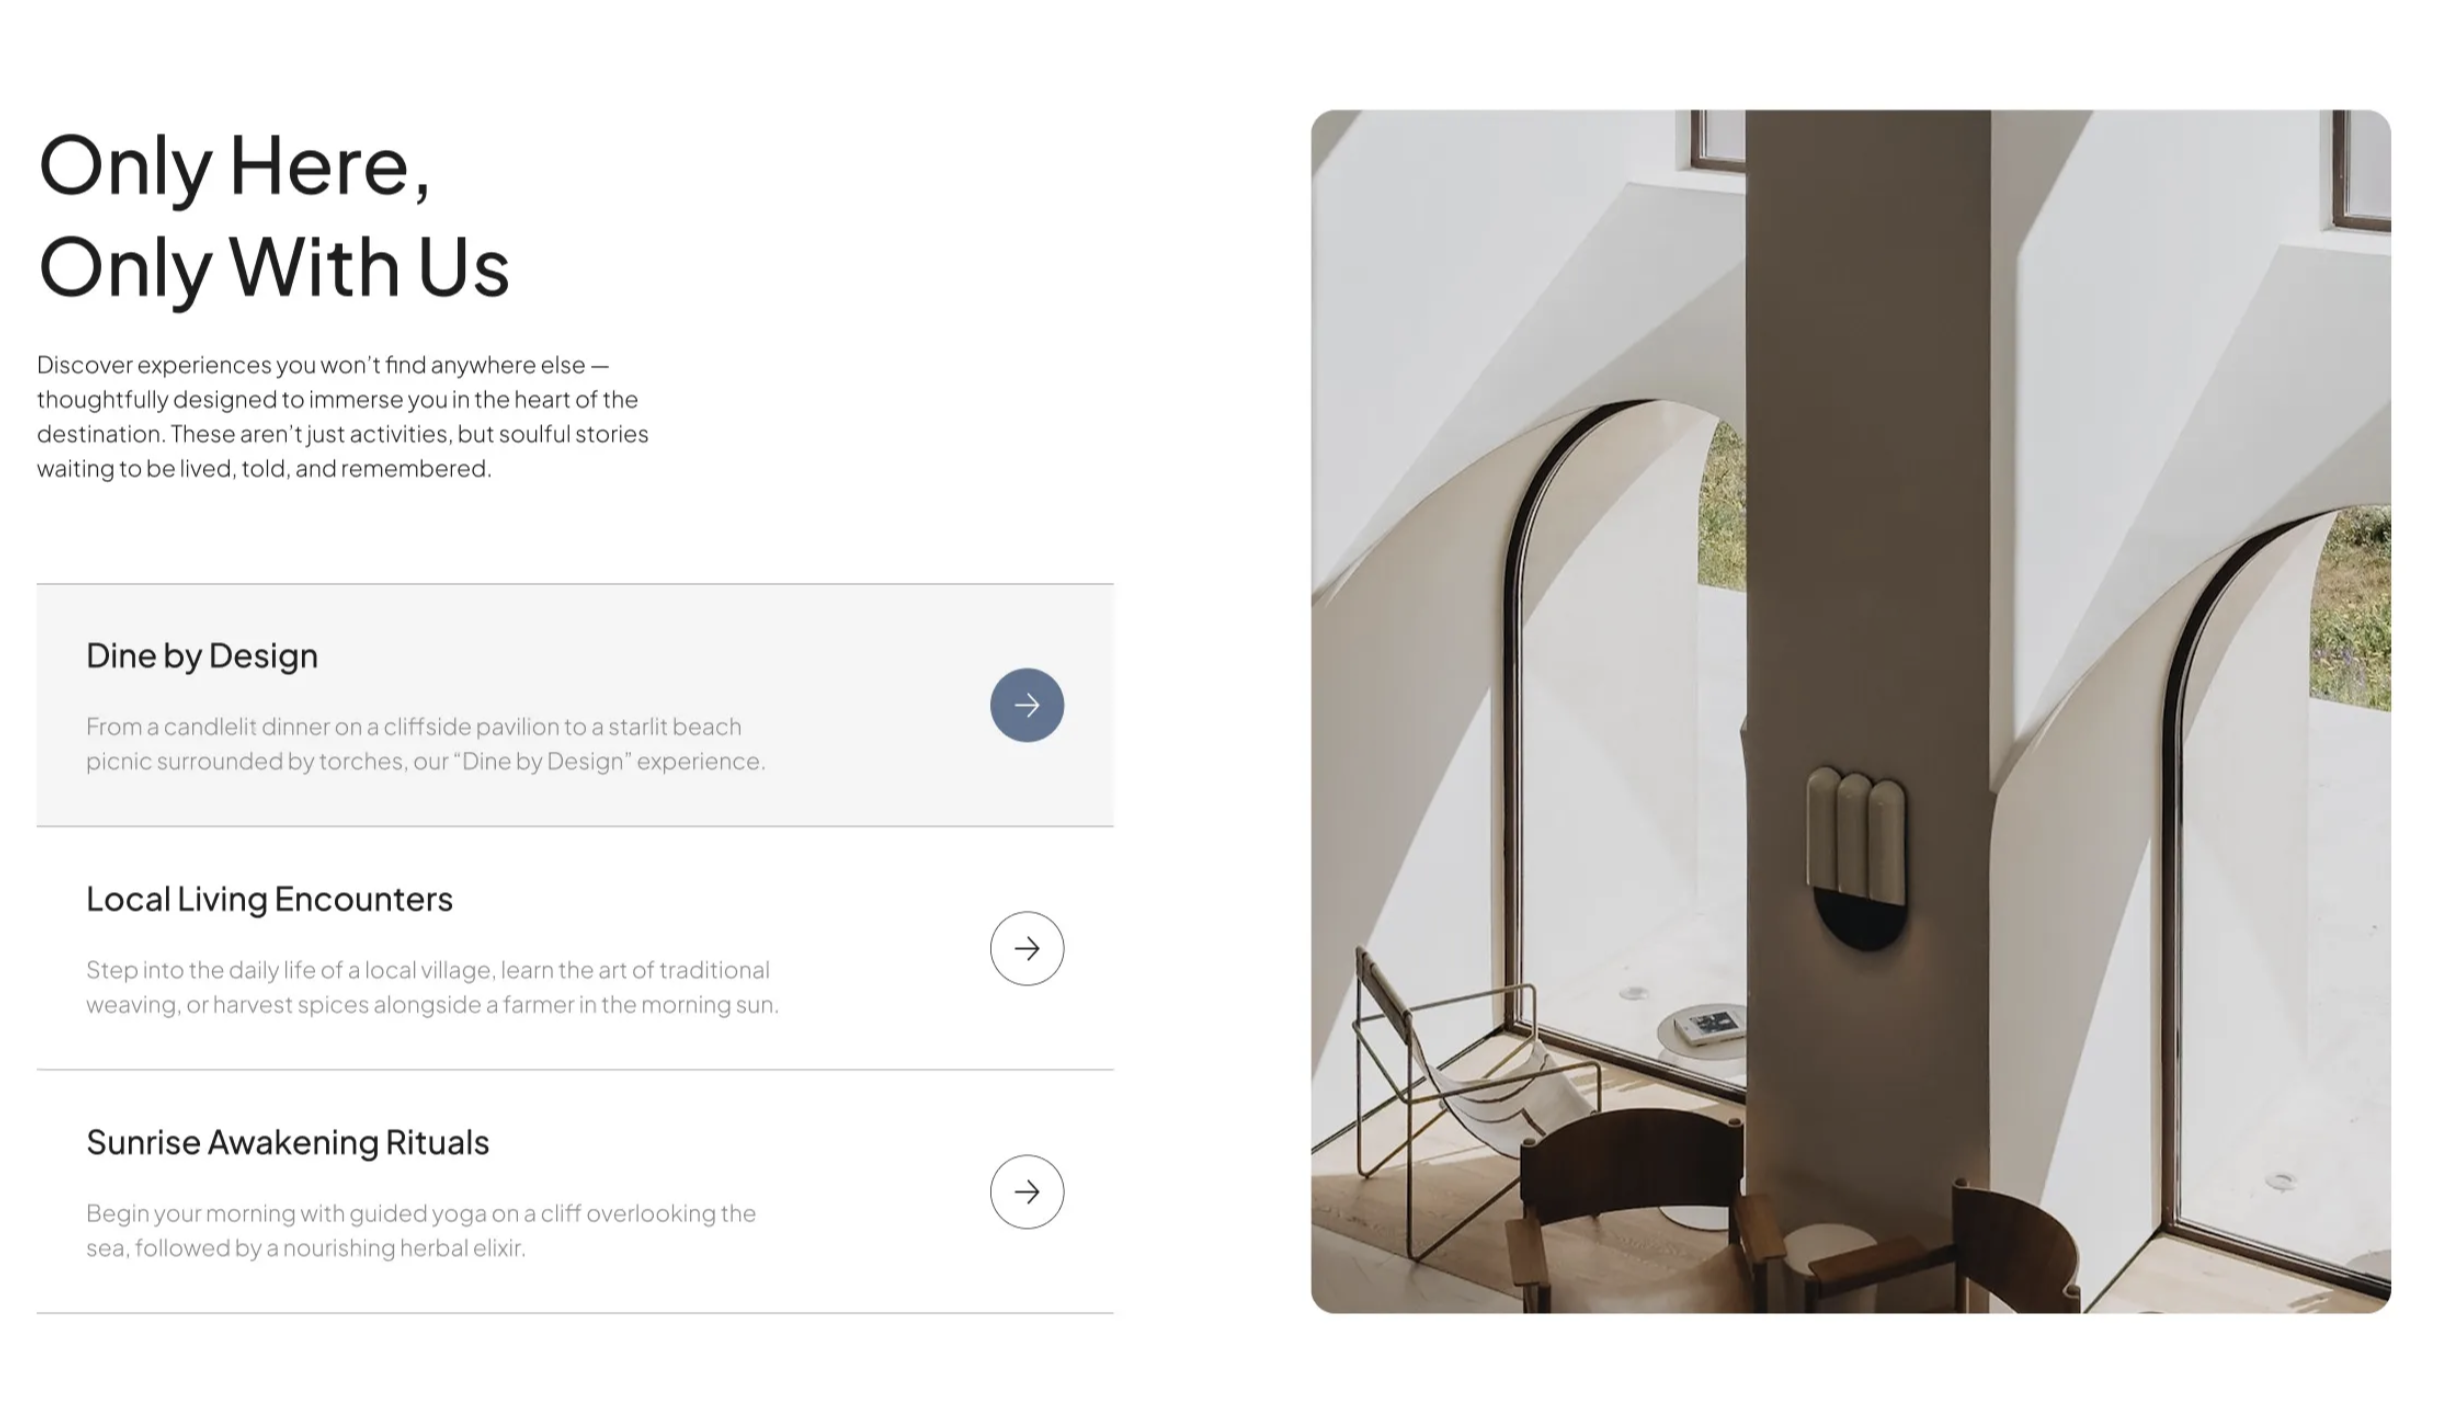 Only Here,
Only With Us
Discover experiences you won’t find anywhere else —
thoughtfully designed to immerse you in the heart of the
destination. These aren’t just activities, but soulful stories
waiting to be lived, told, and remembered.
Dine by Design
From a candlelit dinner on a cliffside pavilion to a starlit beach
picnic surrounded by torches, our “Dine by Design” experience.
Local Living Encounters
Step into the daily life of a local village, learn the art of traditional
weaving, or harvest spices alongside a farmer in the morning sun.
Sunrise Awakening Rituals
Begin your morning with guided yoga on a cliff overlooking the
sea, followed by a nourishing herbal elixir.